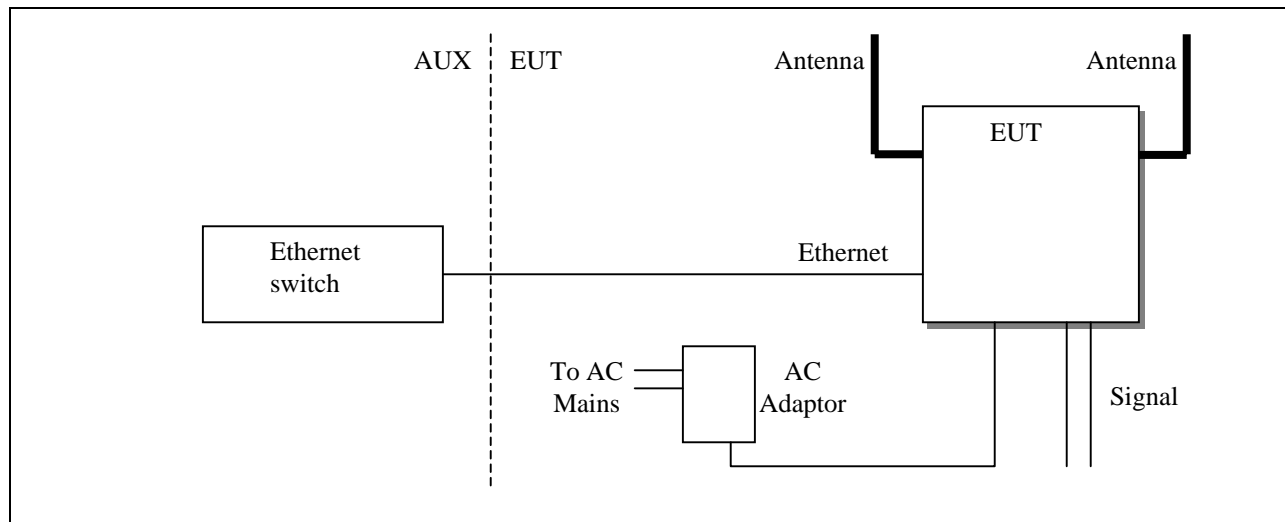 AUX
EUT
Antenna
Antenna
EUT
Ethernet
switch
Ethernet
To AC
Mains
AC
Adaptor
Signal